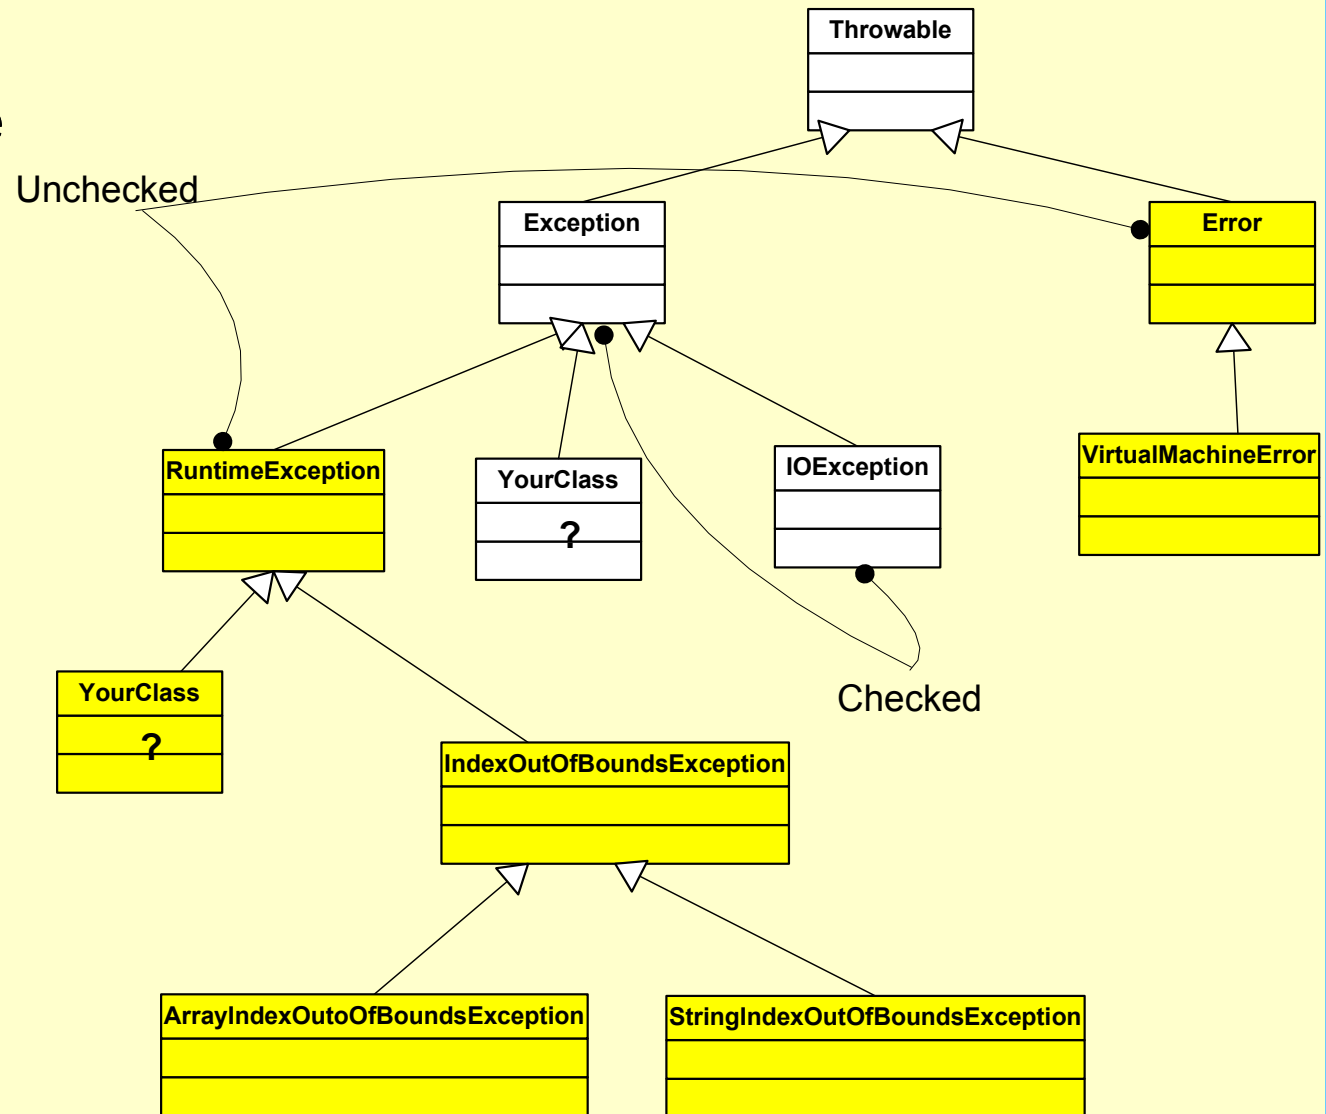 Throwable
e
Unchecked
Exception
Error
RuntimeException
YourClass
?
IOException
VirtualMachineError
YourClass
?
Checked
IndexOutOfBoundsException
ArrayIndexOutoOfBoundsException
StringIndexOutOfBoundsException